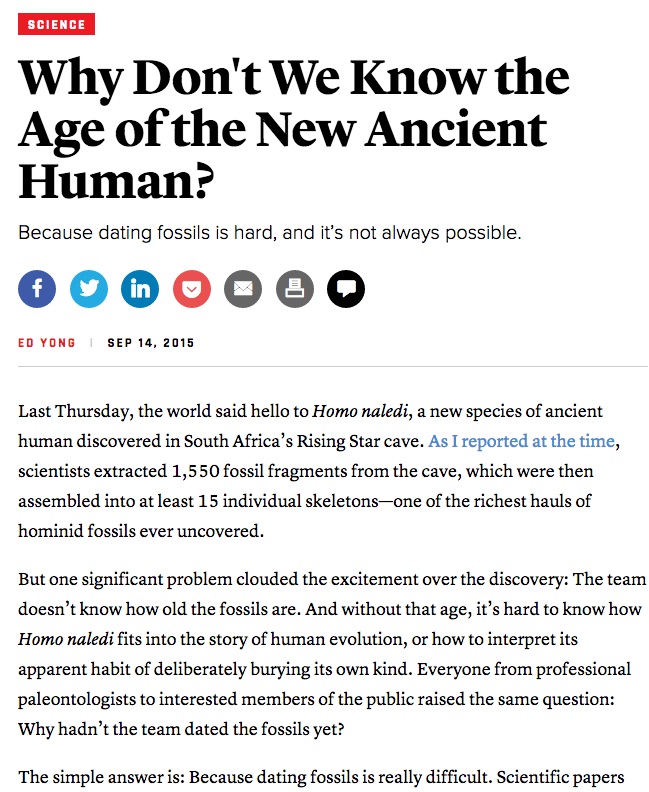 SCIENCE
Why Don't We Know the
Age of the New Ancient
Human?
Because dating fossils is hard, and it’s not always possible.
ED YONG | SEP 14, 2015
Last Thursday, the world said hello to Homo naledi, a new species of ancient
human discovered in South Africa’s Rising Star cave. As I reported at the time,
scientists extracted 1,550 fossil fragments from the cave, which were then
assembled into at least 15 individual skeletons—one of the richest hauls of
hominid fossils ever uncovered.
But one significant problem clouded the excitement over the discovery: The team
doesn’t know how old the fossils are. And without that age, it’s hard to know how
Homo naledi fits into the story of human evolution, or how to interpret its
apparent habit of deliberately burying its own kind. Everyone from professional
paleontologists to interested members of the public raised the same question:
Why hadn’t the team dated the fossils yet?
The simple answer is: Because dating fossils is really difficult. Scientific papers